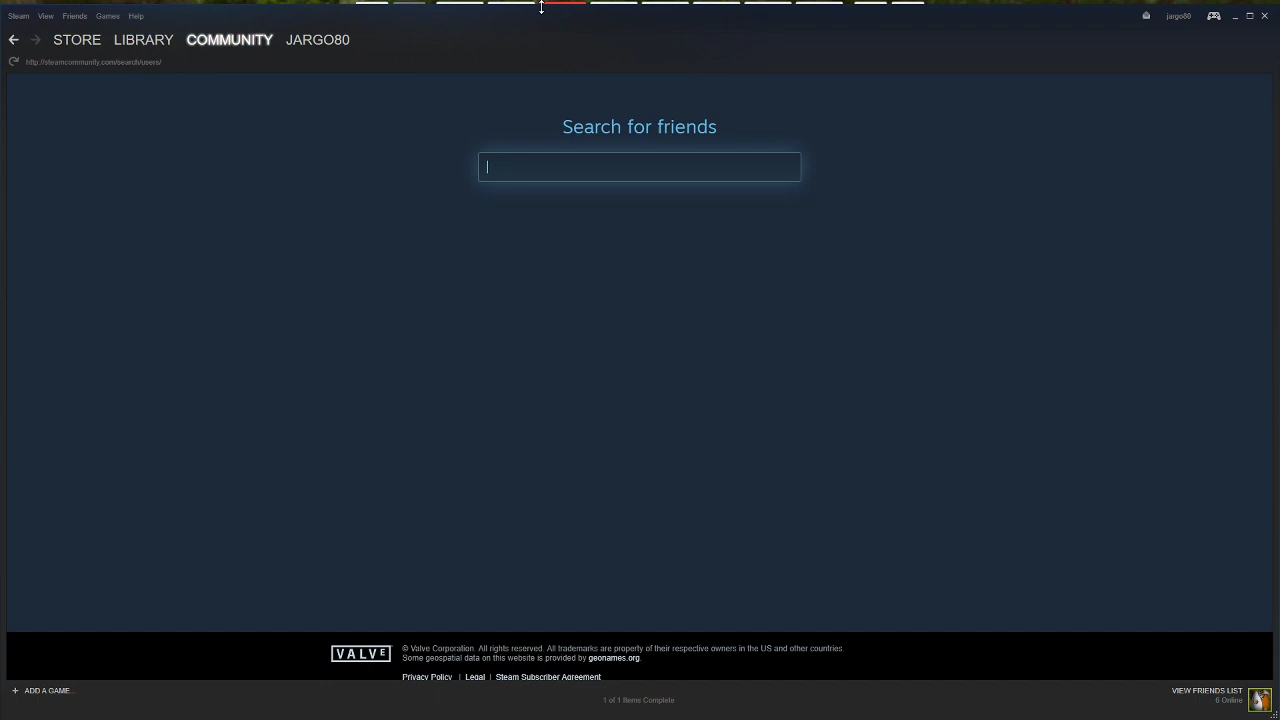 Steam View Friends Games Help jargo80
STORE LIBRARY COMMUNITY JARGO80
http://steamcommunity.com/search/users/
Search for friends
VALVE
© Valve Corporation. All rights reserved. All trademarks are property of their respective owners in the US and other countries.
Some geospatial data on this website is provided by geonames.org.
Privacy Policy | Legal | Steam Subscriber Agreement
+ ADD A GAME...
1 of 1 Items Complete
VIEW FRIENDS LIST
6 Online